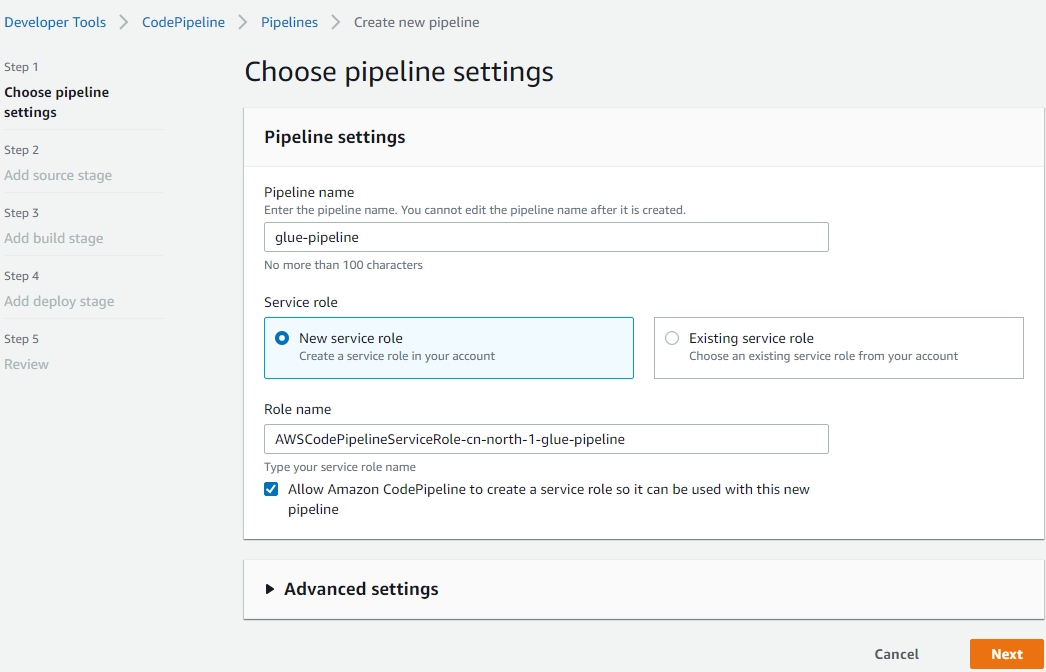 Developer Tools > CodePipeline > Pipelines > Create new pipeline
Step 1
Choose pipeline
settings
Step 2
Add source stage
Step 3
Add build stage
Step 4
Add deploy stage
Step 5
Review
Choose pipeline settings
Pipeline settings
Pipeline name
Enter the pipeline name. You cannot edit the pipeline name after it is created.
glue-pipeline
No more than 100 characters
Service role
New service role
Create a service role in your account
Existing service role
Choose an existing service role from your account
Role name
AWSCodePipelineServiceRole-cn-north-1-glue-pipeline
Type your service role name
Allow Amazon CodePipeline to create a service role so it can be used with this new
pipeline
Advanced settings
Cancel
Next